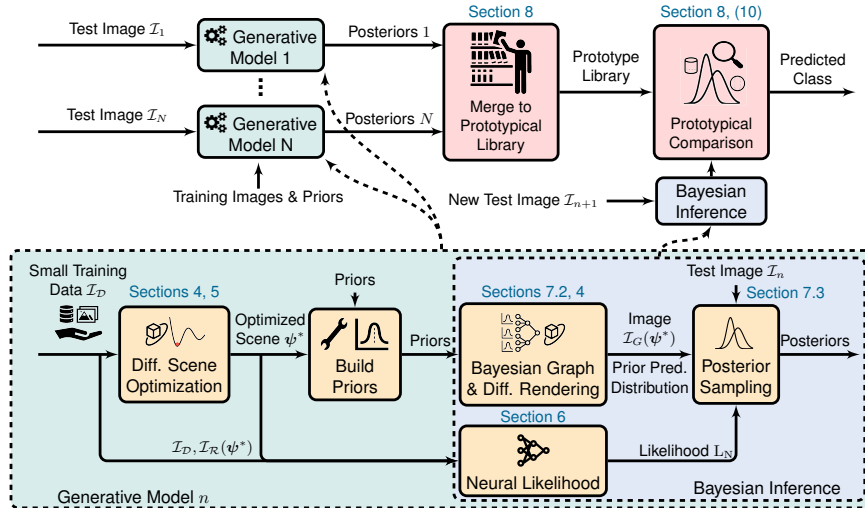 Section 8
Section 8, (10)
Test Image I₁
Generative
Model 1
Posteriors 1
Merge to
Prototypical
Library
Prototype
Library
Prototypical
Comparison
Predicted
Class
Test Image I_N
Generative
Model N
Posteriors N
Training Images & Priors
New Test Image I_{n+1}
Bayesian
Inference
Small Training
Data I_D
Sections 4, 5
Diff. Scene
Optimization
Optimized
Scene ψ*
Priors
Build
Priors
Priors
Sections 7.2, 4
Bayesian Graph
& Diff. Rendering
Image
I_G(ψ*)
Prior Pred.
Distribution
Test Image I_n
Section 7.3
Posterior
Sampling
Posteriors
I_D, I_R(ψ*)
Section 6
Neural Likelihood
Likelihood L_N
Generative Model n
Bayesian Inference